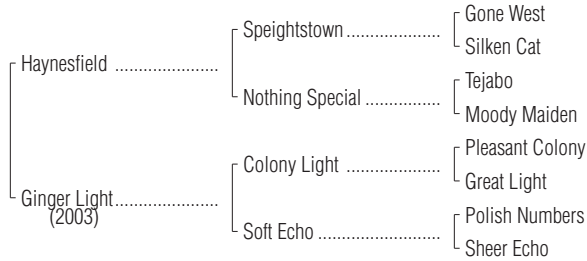 Gone West
Speightstown ....................
Silken Cat
Haynesfield ......................
Tejabo
Nothing Special ................
Moody Maiden
Pleasant Colony
Colony Light ....................
Great Light
Ginger Light......................
(2003)
Polish Numbers
Soft Echo ..........................
Sheer Echo